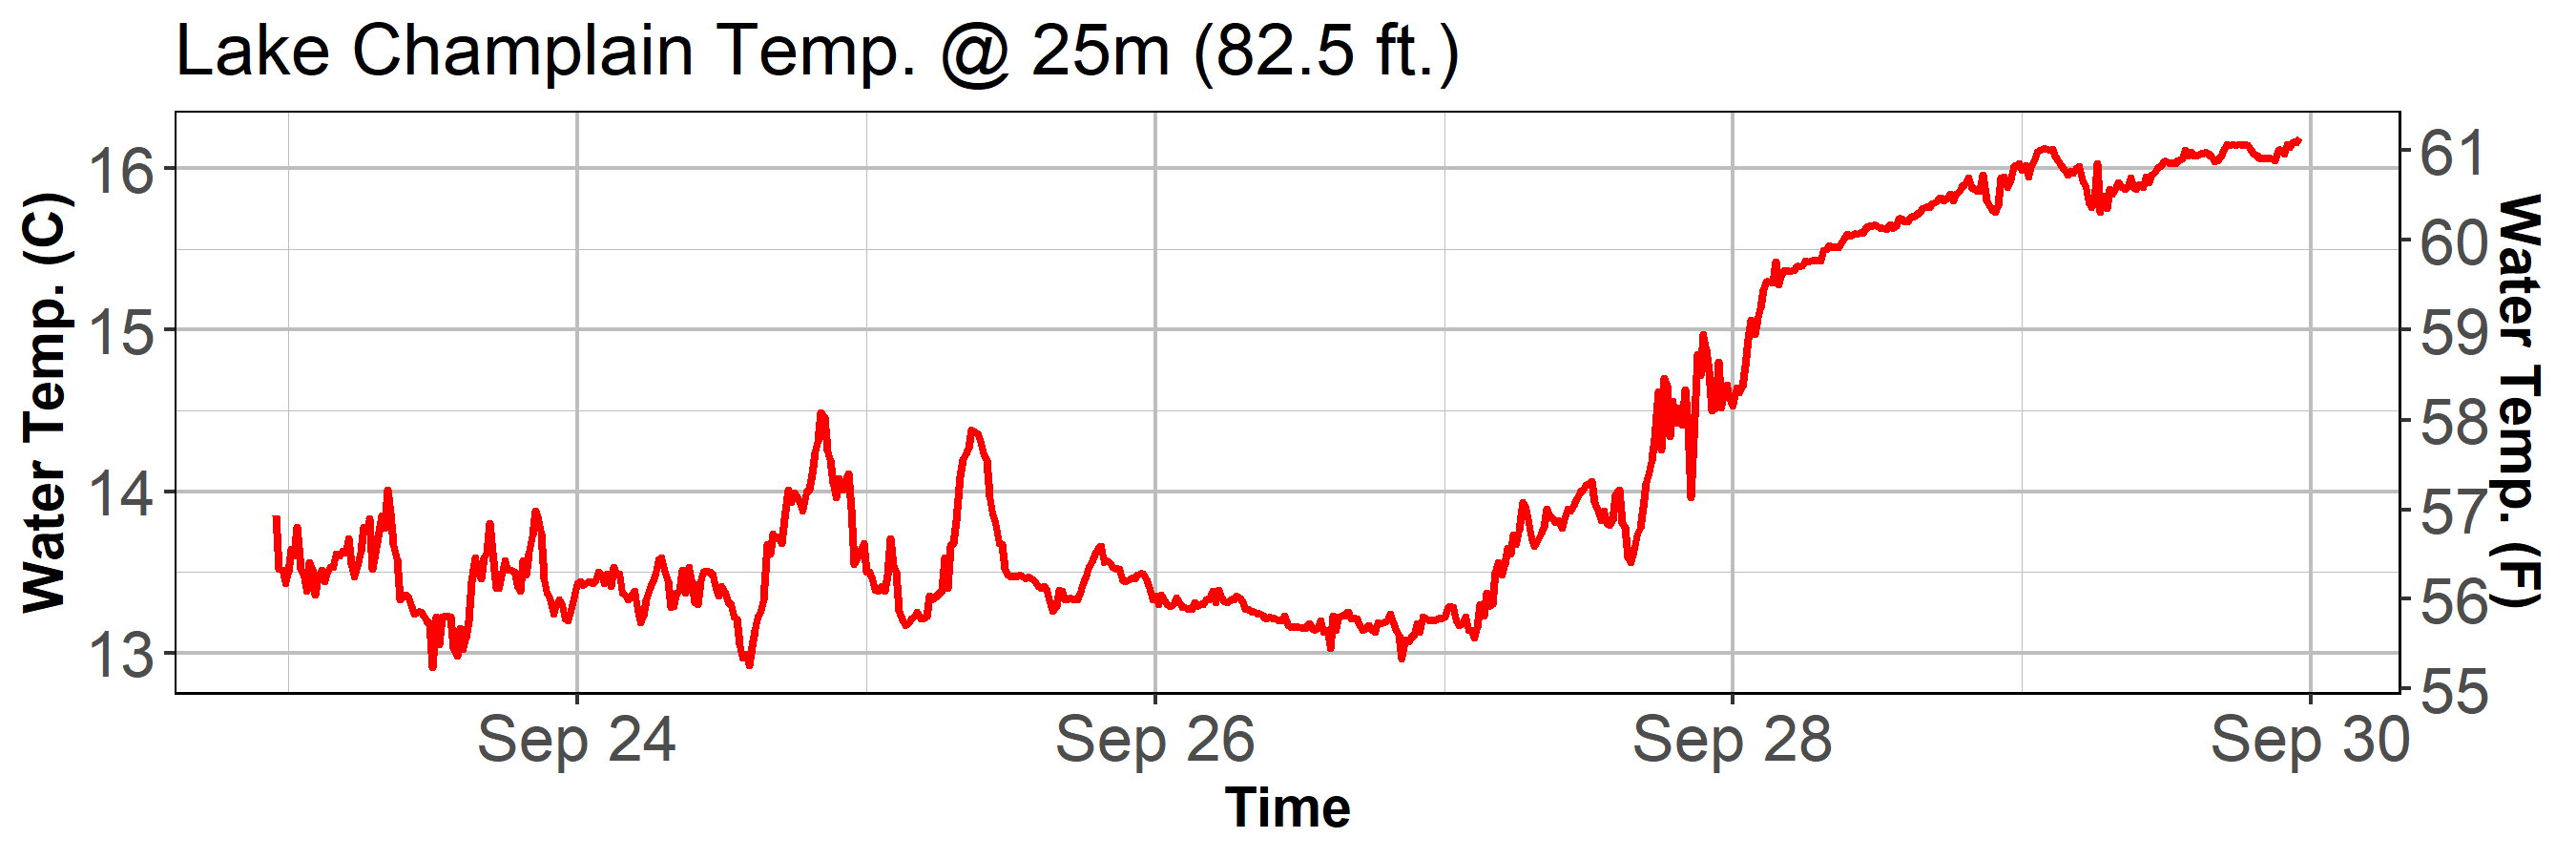 Lake Champlain Temp. @ 25m (82.5 ft.)
Water Temp. (C)
16
15
14
13
61
60
59
58
57
56
55
Water Temp. (F)
Sep 24
Sep 26
Sep 28
Sep 30
Time